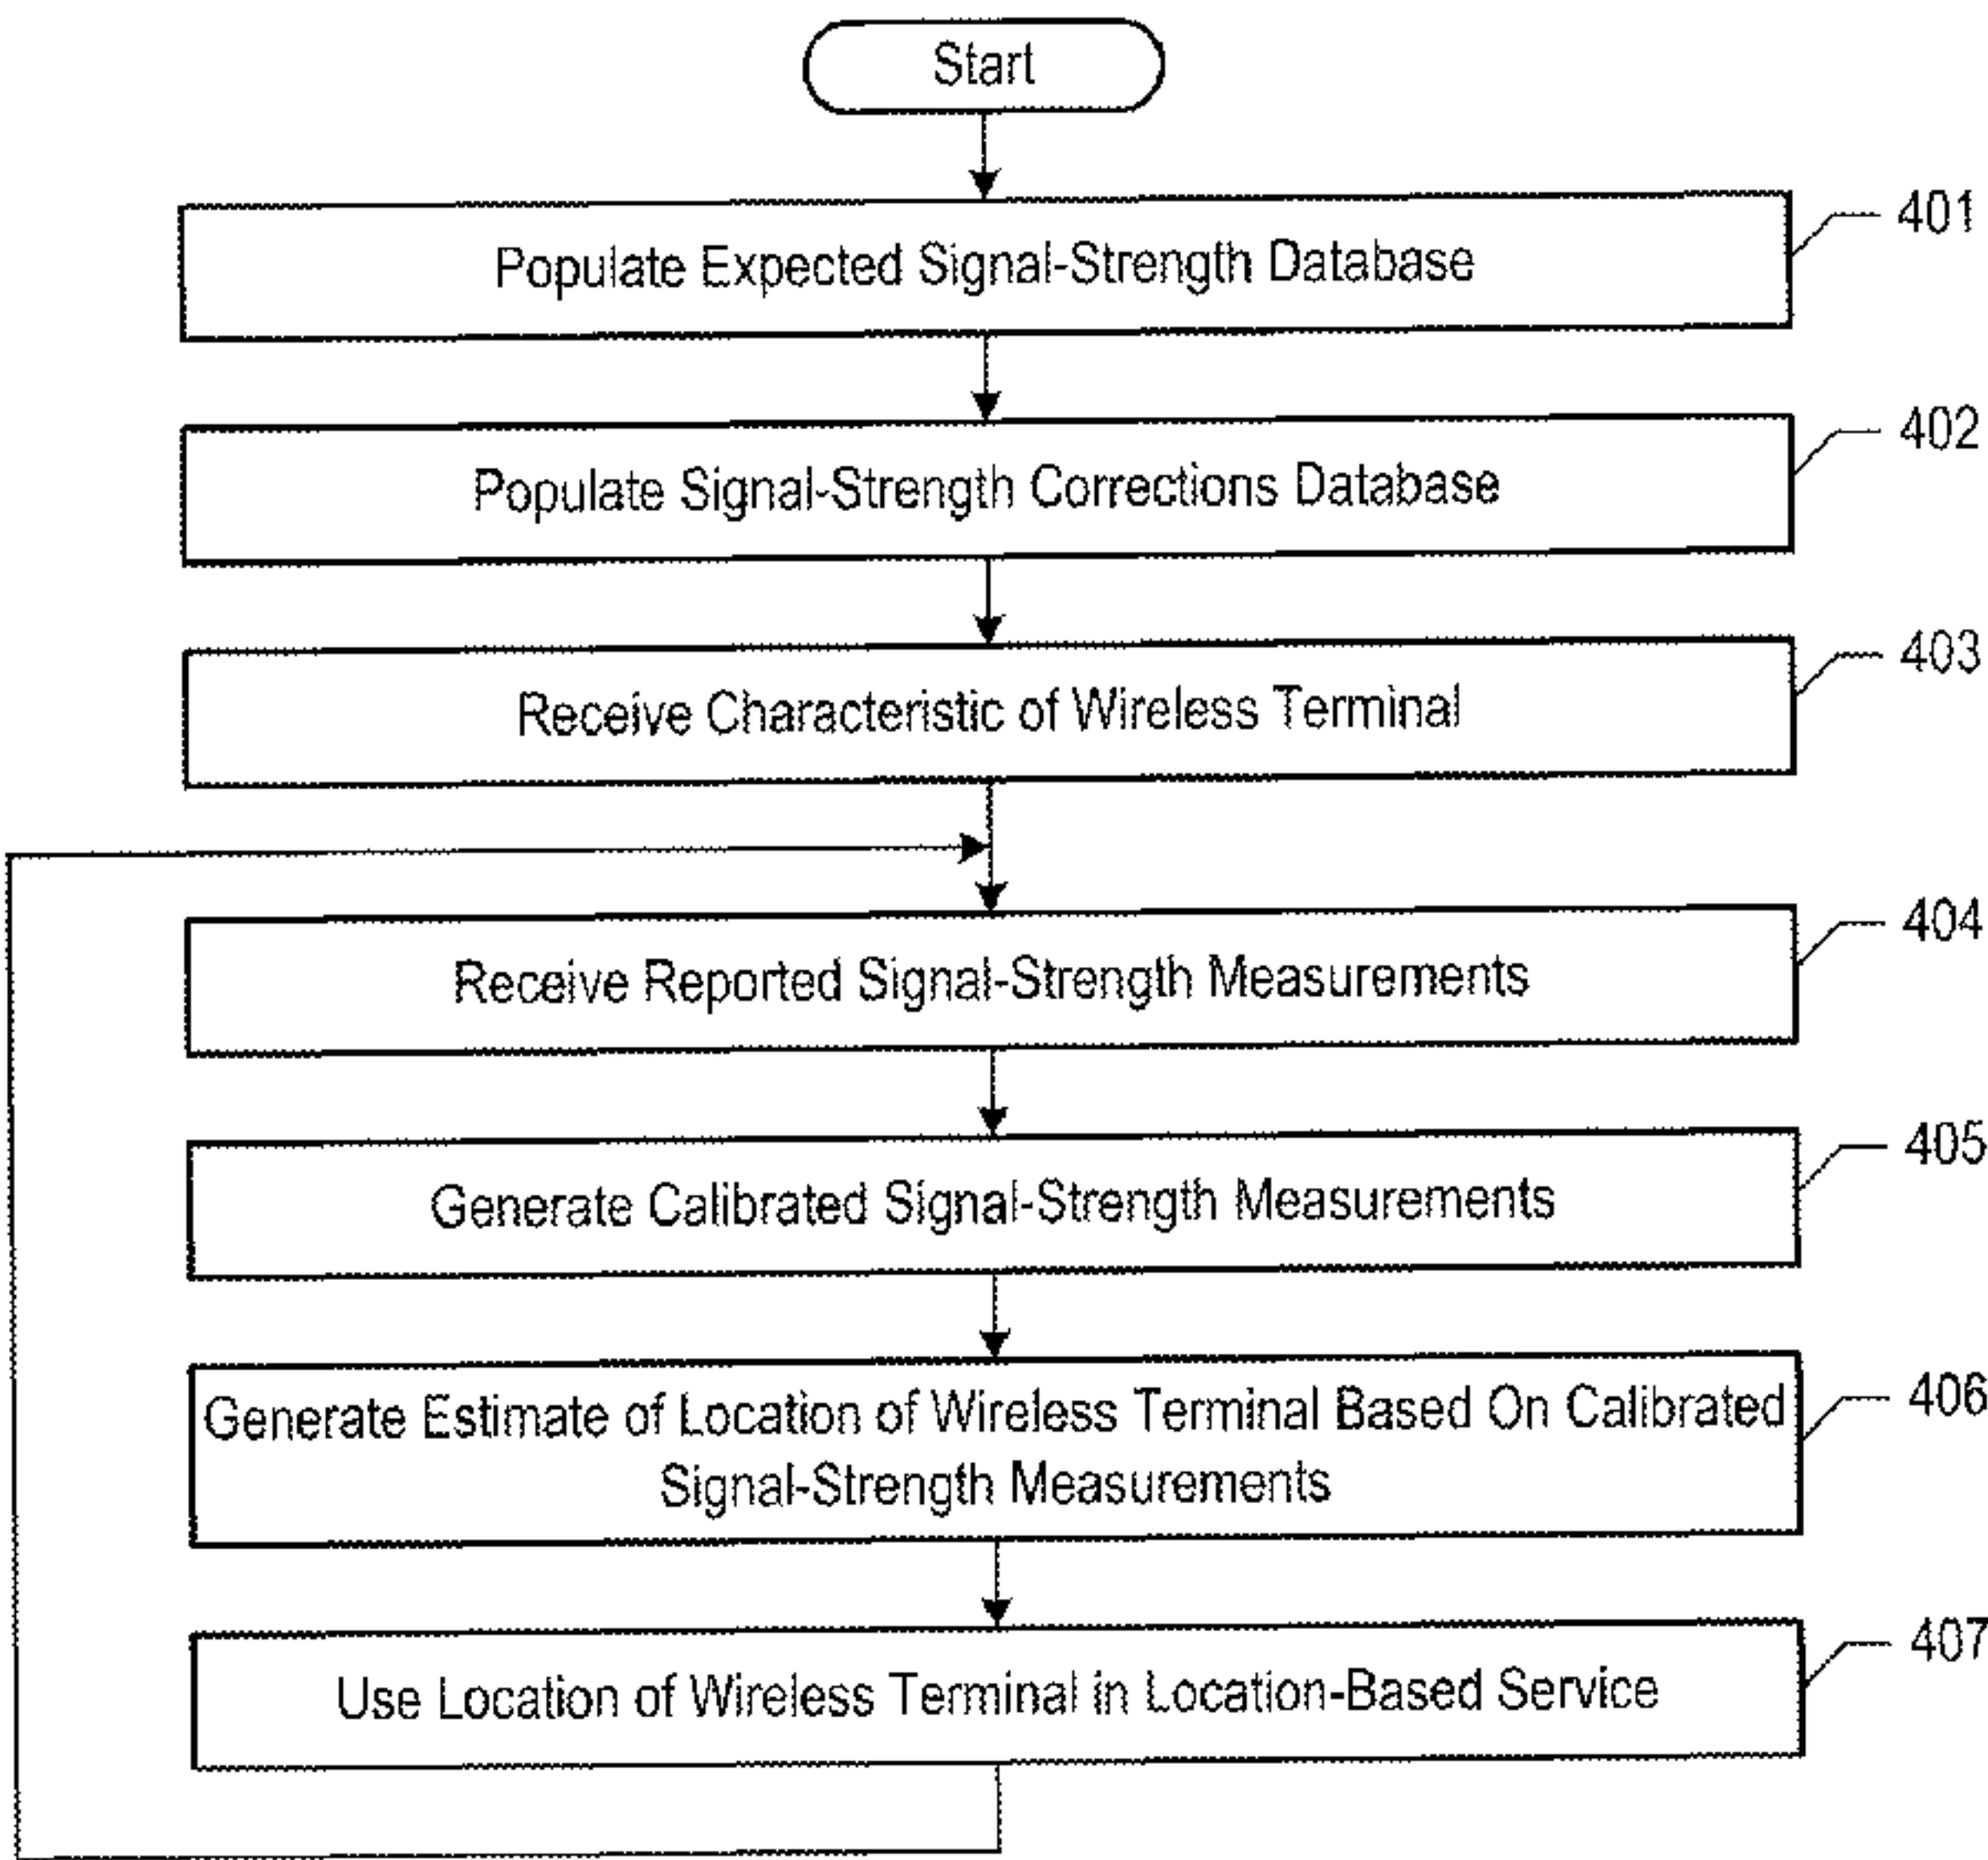 Start
Populate Expected Signal-Strength Database
401
Populate Signal-Strength Corrections Database
402
Receive Characteristic of Wireless Terminal
403
Receive Reported Signal-Strength Measurements
404
Generate Calibrated Signal-Strength Measurements
405
Generate Estimate of Location of Wireless Terminal Based On Calibrated
Signal-Strength Measurements
406
Use Location of Wireless Terminal in Location-Based Service
407